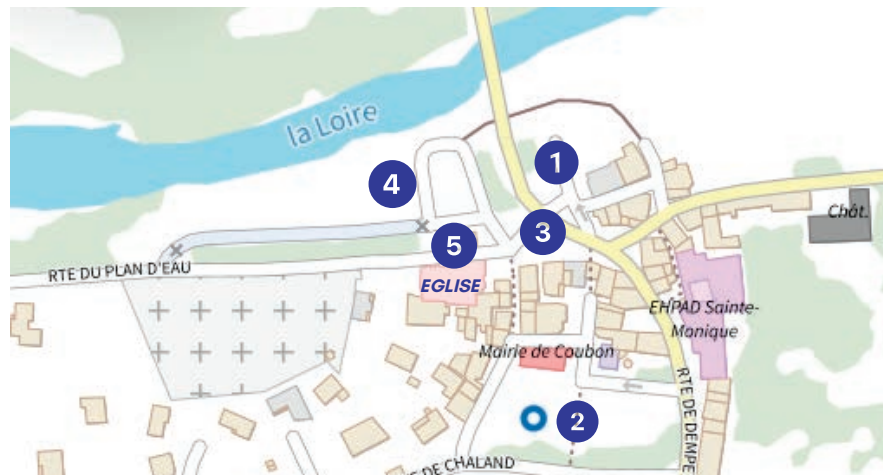 la Loire
1
4
Chât.
3
5
RTE DU PLAN D'EAU
EGLISE
EHPAD Sainte-
Monique
Mairie de Coubon
RTE DE DEMPE
2
DE CHALAND